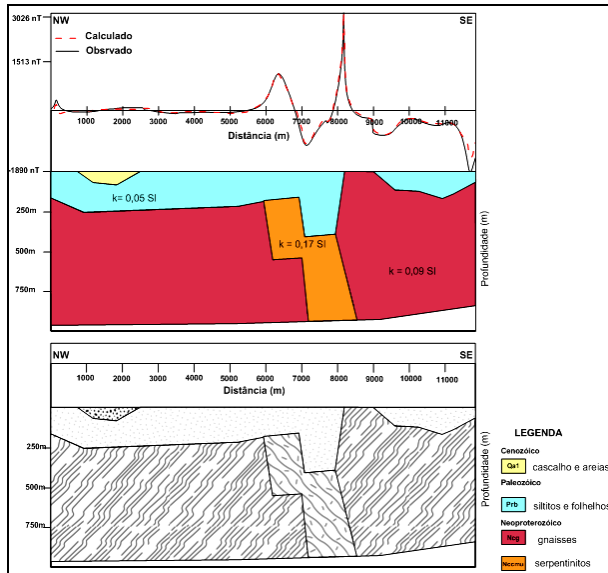 3026 nT
NW
SE
Calculado
Obsrvado
1513 nT
1000 2000 3000 4000 5000 6000 7000 8000 9000 10000 11000
Distância (m)
-1890 nT
250m
500m
750m
k= 0,05 SI
k = 0,17 SI
k = 0,09 SI
Profundidade (m)
NW
SE
1000 2000 3000 4000 5000 6000 7000 8000 9000 10000 11000
Distância (m)
250m
500m
750m
Profundidade (m)
LEGENDA
Cenozóico
Qa1 cascalho e areias
Paleozóico
Prb siltitos e folhelhos
Neoproterozóico
Ncg gnaisses
Nccmu serpentinitos